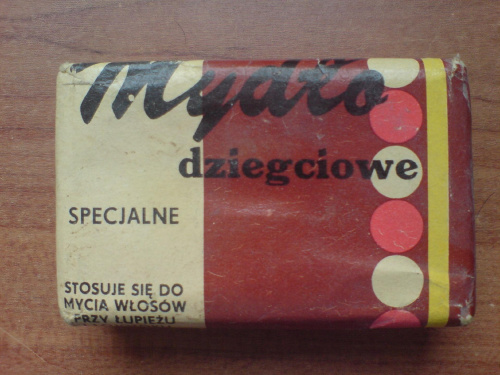 Mydło
dziegciowe
SPECJALNE
STOSUJE SIĘ DO
MYCIA WŁOSÓW
PRZY ŁUPIEŻU